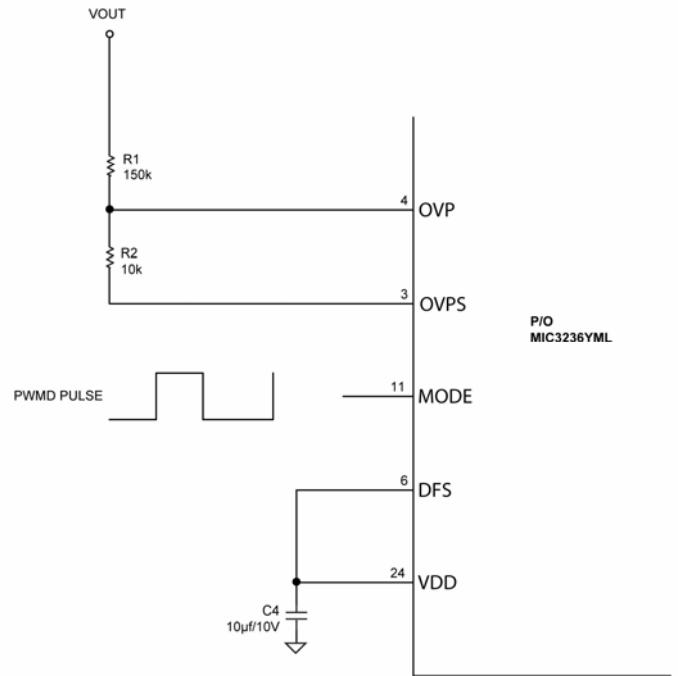 VOUT
R1
150k
4
OVP
R2
10k
3
OVPS
P/O
MIC3236YML
PWMD PULSE
11
MODE
6
DFS
24
VDD
C4
10µf/10V